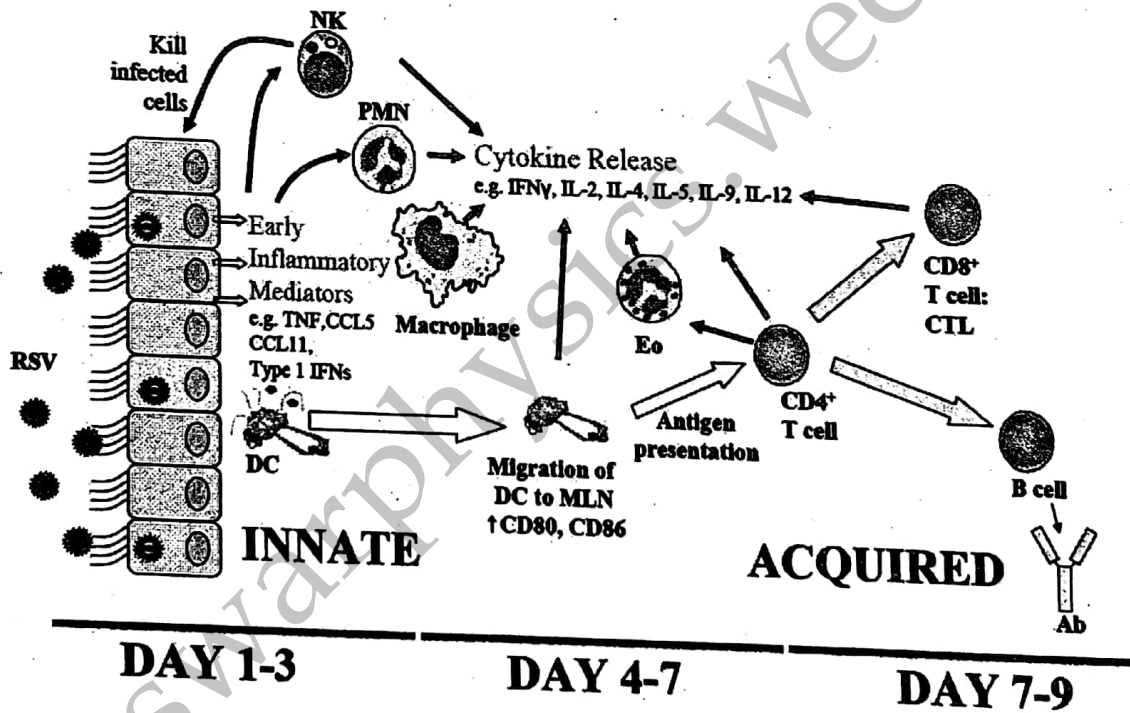 NK
Kill
infected
cells
PMN
Cytokine Release
e.g. IFNγ, IL-2, IL-4, IL-5, IL-9, IL-12
Early
Inflammatory
Mediators
e.g. TNF,CCL5
CCL11,
Type 1 IFNs
Macrophage
Eo
CD8⁺
T cell:
CTL
RSV
DC
Migration of
DC to MLN
↑CD80, CD86
Antigen
presentation
CD4⁺
T cell
B cell
Ab
INNATE
ACQUIRED
DAY 1-3
DAY 4-7
DAY 7-9
swarphysics.wee